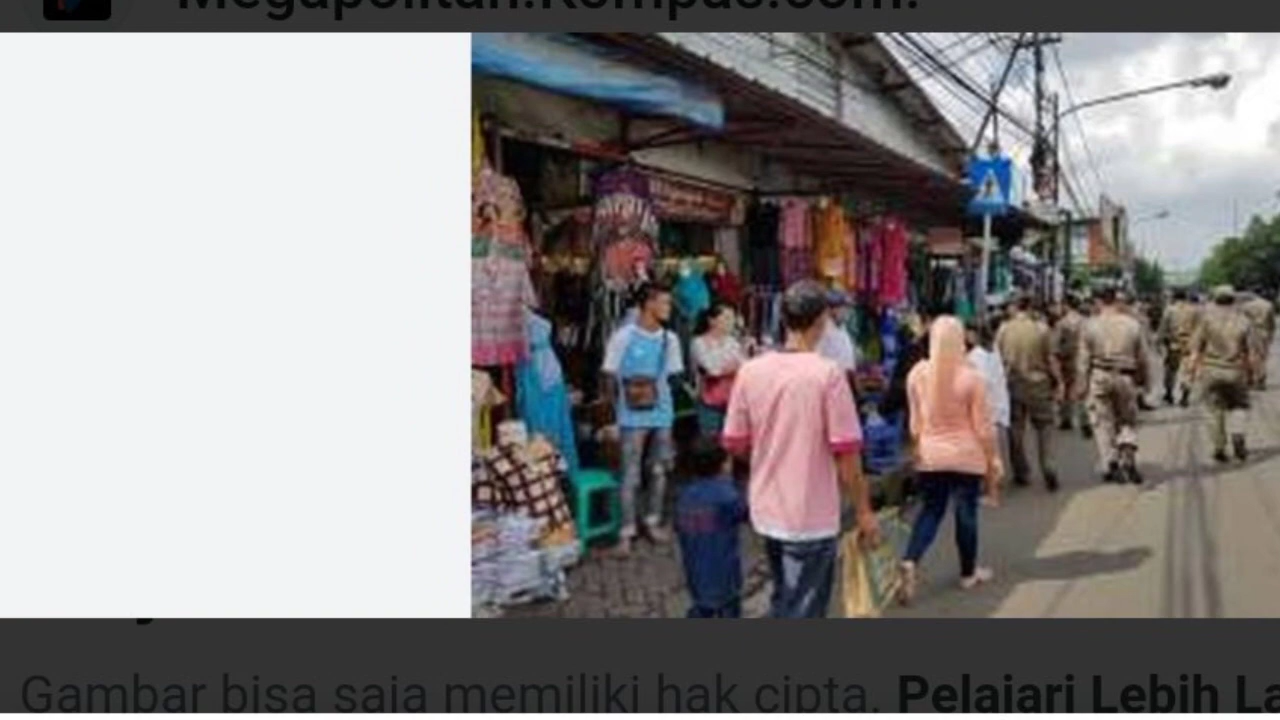 Megapolitan.Kompas.com.
Gambar bisa saja memiliki hak cipta. Pelajari Lebih La